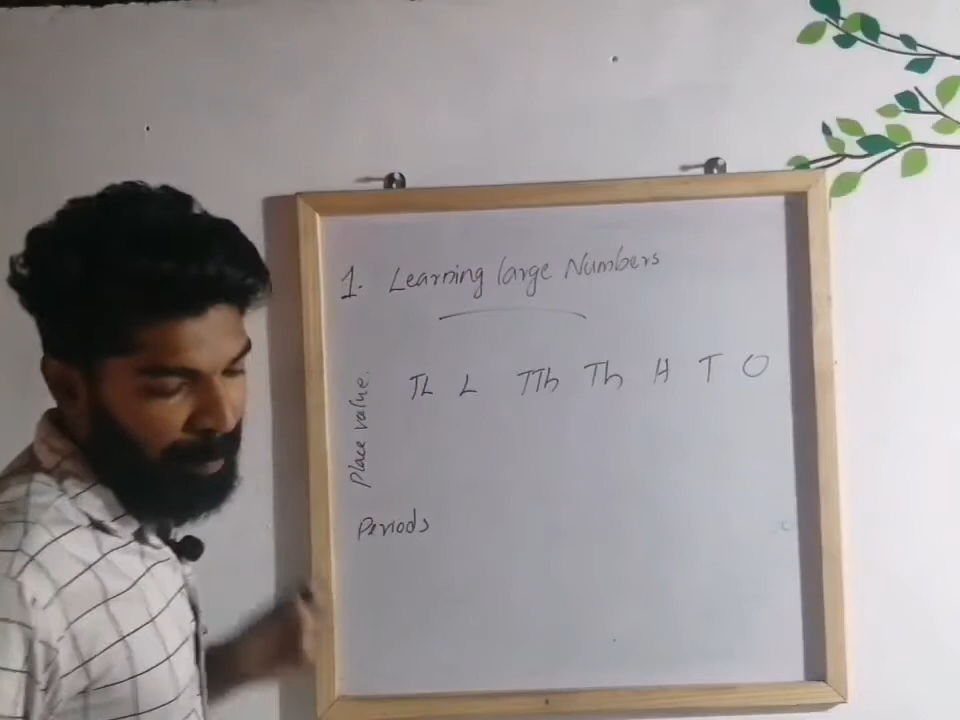 1. Learning large Numbers
Place value.
TL L TTh Th H T O
Periods